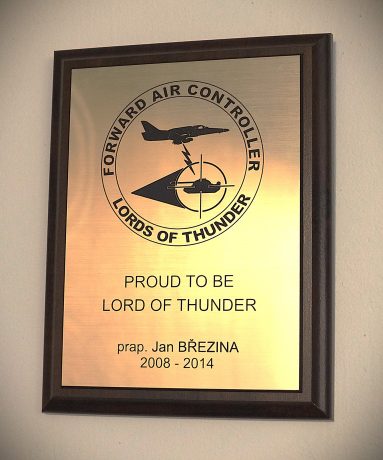 FORWARD AIR CONTROLLER
LORDS OF THUNDER
PROUD TO BE
LORD OF THUNDER
prap. Jan BŘEZINA
2008 - 2014